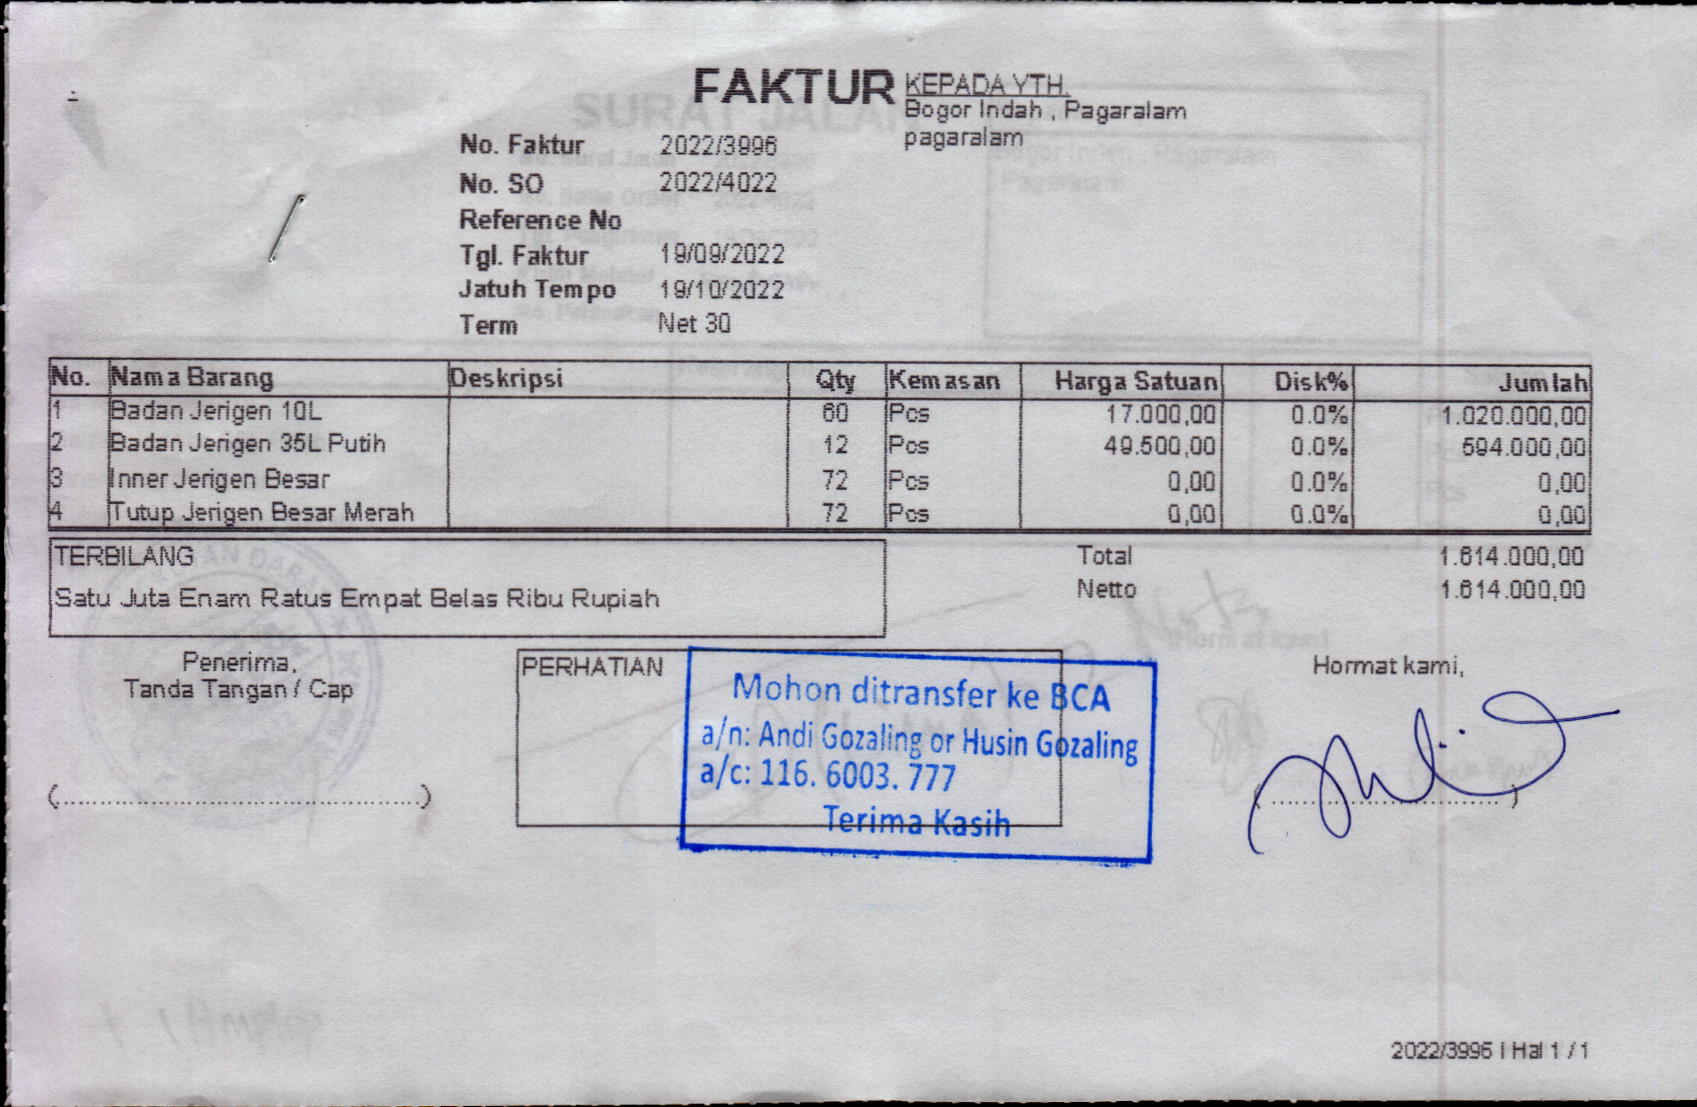 FAKTUR
KEPADA YTH.
Bogor Indah , Pagaralam
pagaralam
No. Faktur 2022/3996
No. SO 2022/4022
Reference No
Tgl. Faktur 19/09/2022
Jatuh Tempo 19/10/2022
Term Net 30
No. Nama Barang Deskripsi Qty Kemasan Harga Satuan Disk% Jumlah
1 Badan Jerigen 10L 60 Pcs 17.000,00 0.0% 1.020.000,00
2 Badan Jerigen 35L Putih 12 Pcs 49.500,00 0.0% 594.000,00
3 Inner Jerigen Besar 72 Pcs 0,00 0.0% 0,00
4 Tutup Jerigen Besar Merah 72 Pcs 0,00 0.0% 0,00
TERBILANG
Satu Juta Enam Ratus Empat Belas Ribu Rupiah
Total 1.614.000,00
Netto 1.614.000,00
Penerima,
Tanda Tangan / Cap
(......................................................)
PERHATIAN
Mohon ditransfer ke BCA
a/n: Andi Gozaling or Husin Gozaling
a/c: 116. 6003. 777
Terima Kasih
Hormat kami,
(......................................)
2022/3996 | Hal 1 / 1